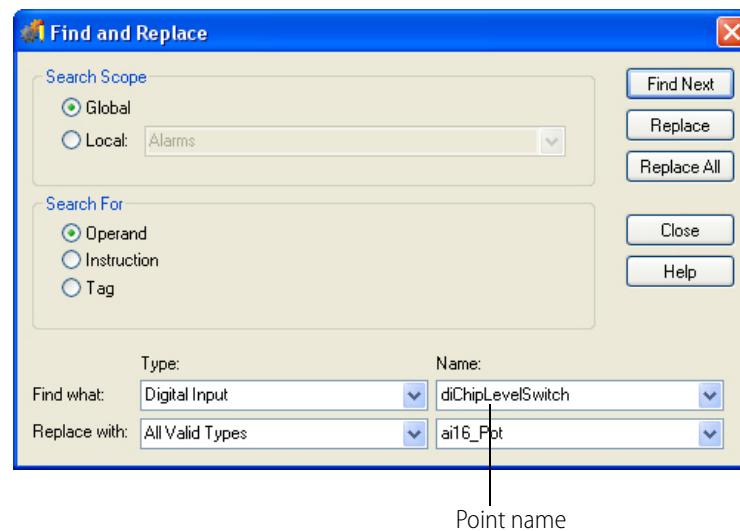 Find and Replace
Search Scope
Find Next
Global
Replace
Local: Alarms
Replace All
Search For
Operand
Close
Instruction
Help
Tag
Type: Name:
Find what: Digital Input diChipLevelSwitch
Replace with: All Valid Types ai16_Pot
Point name